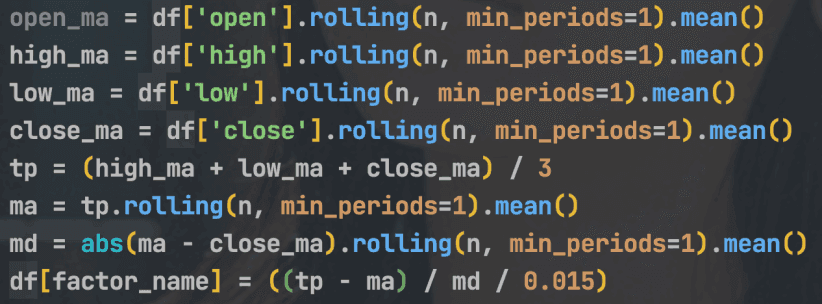 open_ma = df['open'].rolling(n, min_periods=1).mean()
high_ma = df['high'].rolling(n, min_periods=1).mean()
low_ma = df['low'].rolling(n, min_periods=1).mean()
close_ma = df['close'].rolling(n, min_periods=1).mean()
tp = (high_ma + low_ma + close_ma) / 3
ma = tp.rolling(n, min_periods=1).mean()
md = abs(ma - close_ma).rolling(n, min_periods=1).mean()
df[factor_name] = ((tp - ma) / md / 0.015)